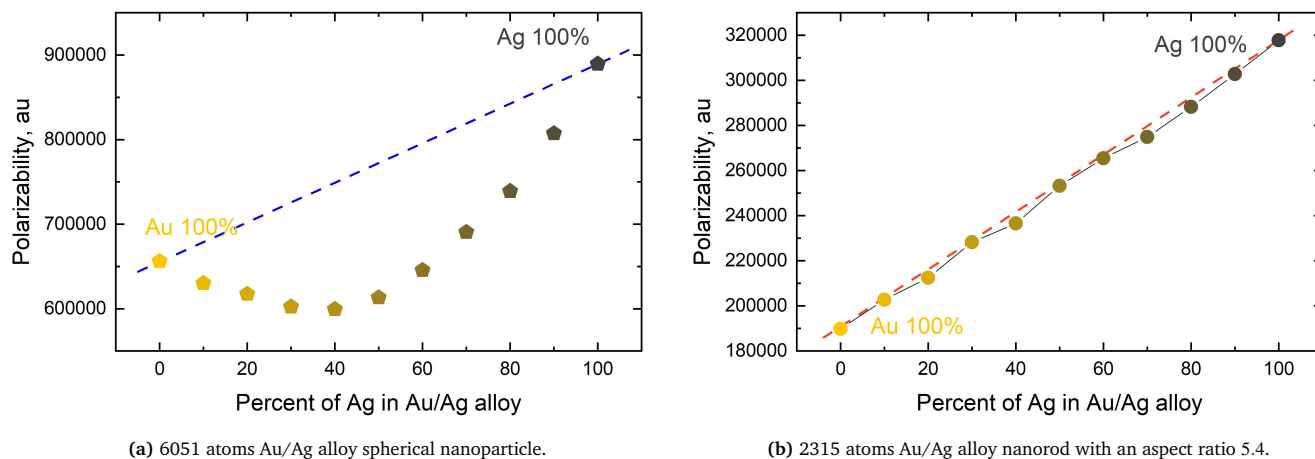 900000
800000
700000
600000
Polarizability, au
Ag 100%
Au 100%
0 20 40 60 80 100
Percent of Ag in Au/Ag alloy
(a) 6051 atoms Au/Ag alloy spherical nanoparticle.
320000
300000
280000
260000
240000
220000
200000
180000
Polarizability, au
Ag 100%
Au 100%
0 20 40 60 80 100
Percent of Ag in Au/Ag alloy
(b) 2315 atoms Au/Ag alloy nanorod with an aspect ratio 5.4.